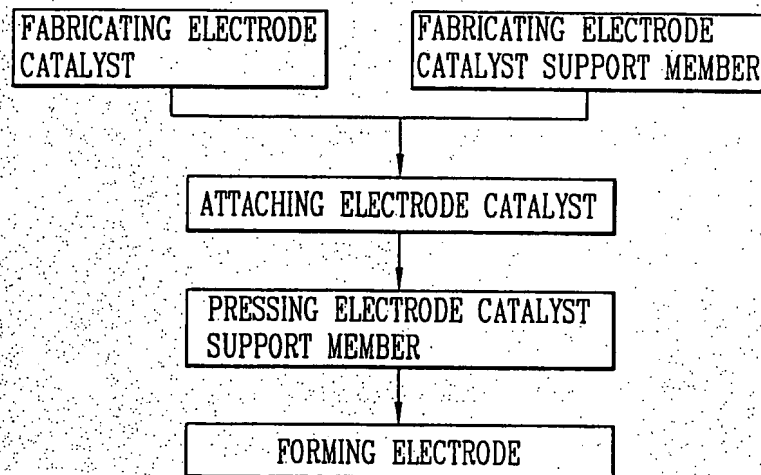 FABRICATING ELECTRODE
CATALYST
FABRICATING ELECTRODE
CATALYST SUPPORT MEMBER
ATTACHING ELECTRODE CATALYST
PRESSING ELECTRODE CATALYST
SUPPORT MEMBER
FORMING ELECTRODE